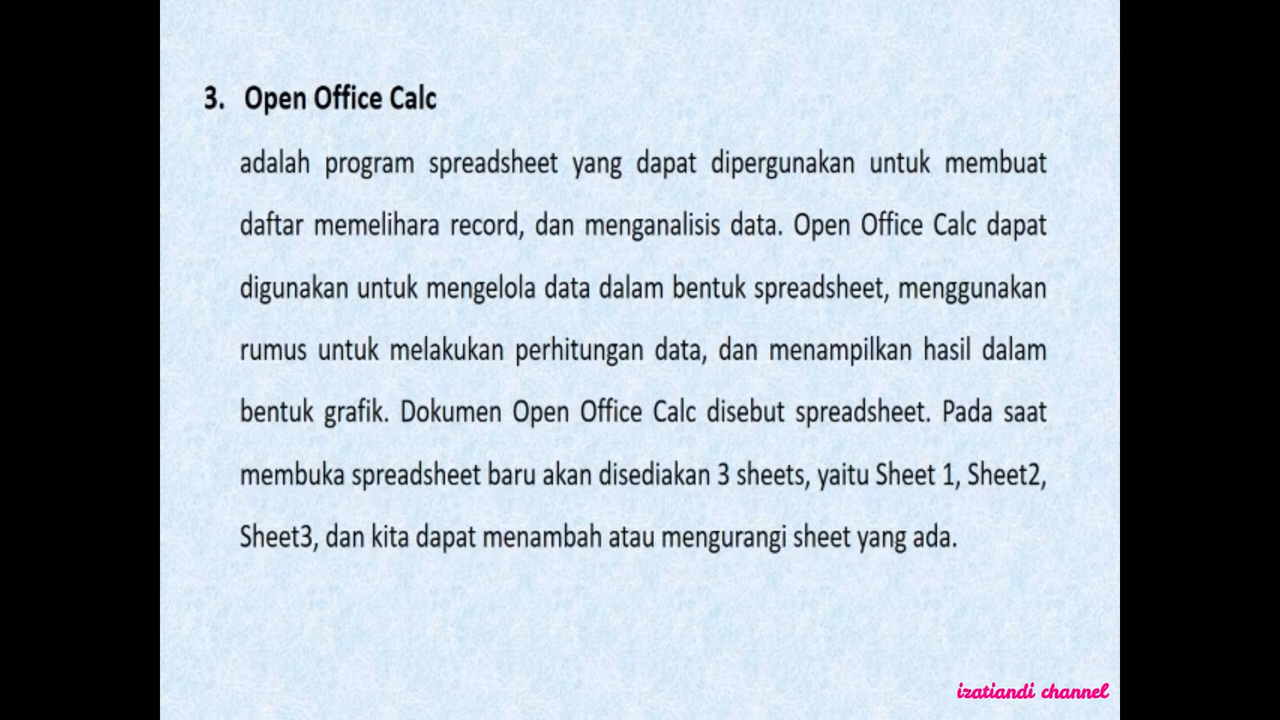 3. Open Office Calc
adalah program spreadsheet yang dapat dipergunakan untuk membuat
daftar memelihara record, dan menganalisis data. Open Office Calc dapat
digunakan untuk mengelola data dalam bentuk spreadsheet, menggunakan
rumus untuk melakukan perhitungan data, dan menampilkan hasil dalam
bentuk grafik. Dokumen Open Office Calc disebut spreadsheet. Pada saat
membuka spreadsheet baru akan disediakan 3 sheets, yaitu Sheet 1, Sheet2,
Sheet3, dan kita dapat menambah atau mengurangi sheet yang ada.
izatiandi channel